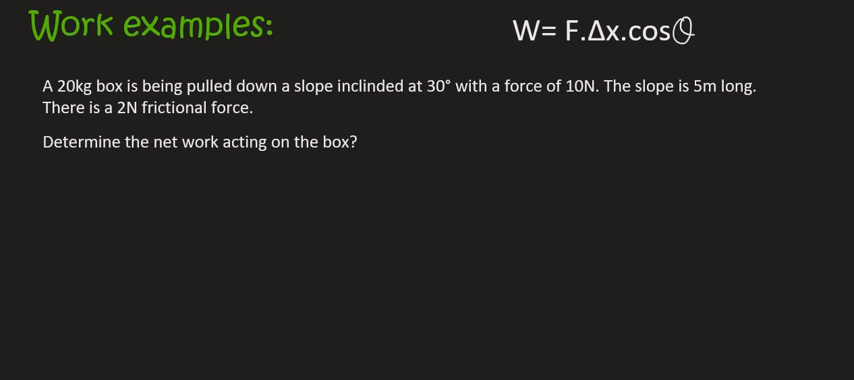 Work examples:
W= F.Δx.cosθ
A 20kg box is being pulled down a slope inclinded at 30° with a force of 10N. The slope is 5m long.
There is a 2N frictional force.
Determine the net work acting on the box?